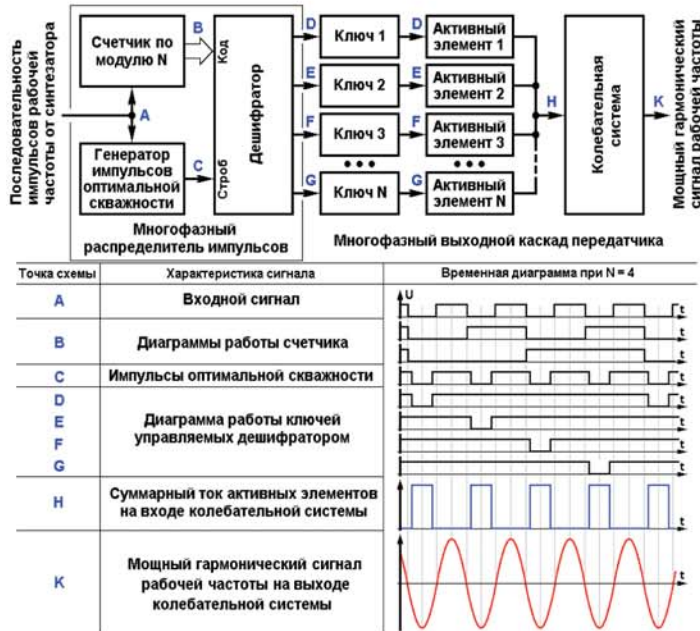 Последовательность
импульсов рабочей
частоты от синтезатора
Счетчик по
модулю N
A
Генератор
импульсов
оптимальной
скважности
B
C
Код
Дешифратор
Строб
Многофазный
распределитель импульсов
D
Ключ 1
D
Активный
элемент 1
E
Ключ 2
E
Активный
элемент 2
F
Ключ 3
F
Активный
элемент 3
G
Ключ N
G
Активный
элемент N
H
Колебательная
система
K
Мощный гармонический
сигнал рабочей частоты
Многофазный выходной каскад передатчика
Точка схемы
Характеристика сигнала
Временная диаграмма при N = 4
A
Входной сигнал
U
t
B
Диаграммы работы счетчика
t
t
C
Импульсы оптимальной скважности
t
D
E
F
G
Диаграмма работы ключей
управляемых дешифратором
t
t
t
t
H
Суммарный ток активных элементов
на входе колебательной системы
t
K
Мощный гармонический сигнал
рабочей частоты на выходе
колебательной системы
t